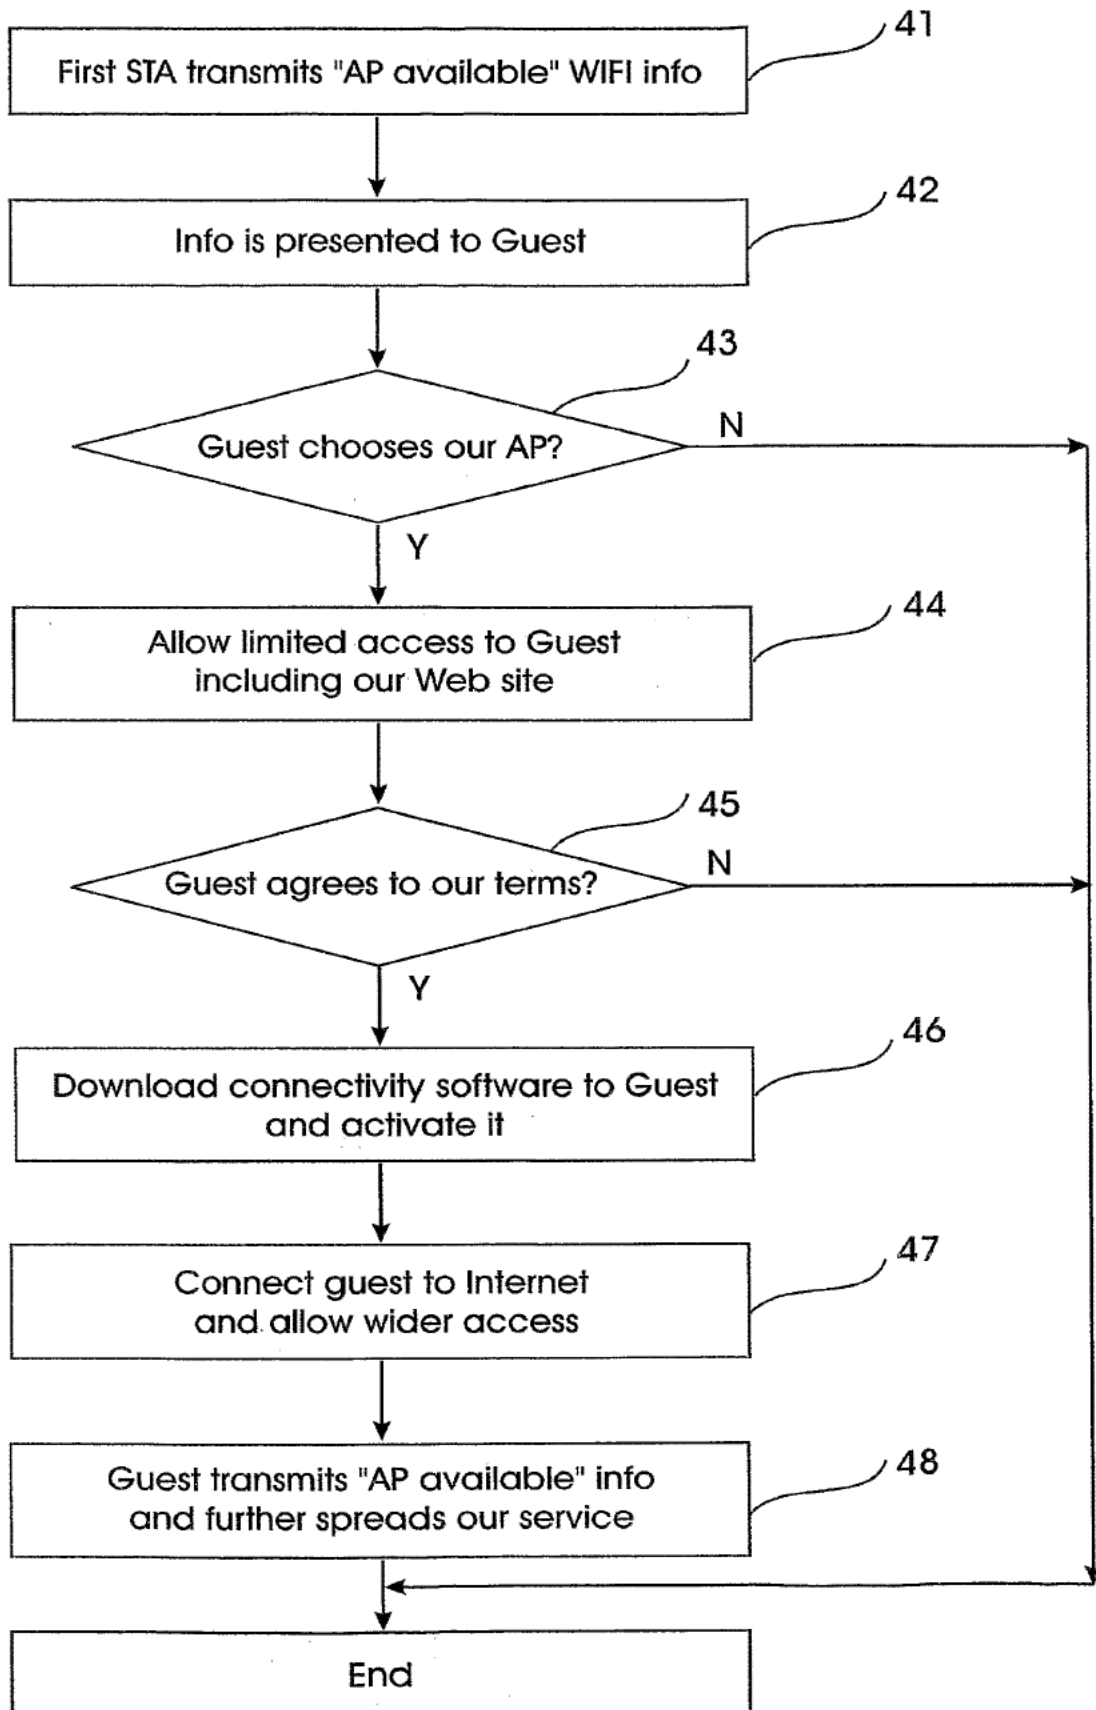 41
First STA transmits "AP available" WIFI info
42
Info is presented to Guest
43
Guest chooses our AP?
N
Y
44
Allow limited access to Guest
including our Web site
45
Guest agrees to our terms?
N
Y
46
Download connectivity software to Guest
and activate it
47
Connect guest to Internet
and allow wider access
48
Guest transmits "AP available" info
and further spreads our service
End